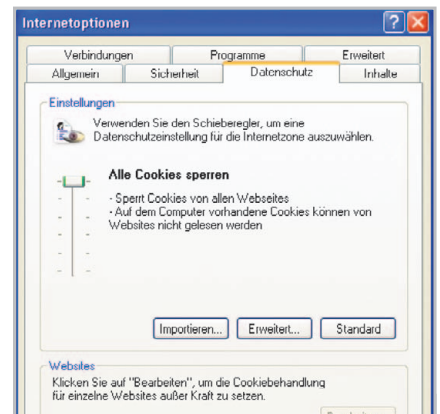 Internetoptionen
Verbindungen Programme Erweitert
Allgemein Sicherheit Datenschutz Inhalte
Einstellungen
Verwenden Sie den Schieberegler, um eine
Datenschutzeinstellung für die Internetzone auszuwählen.
Alle Cookies sperren
- Sperrt Cookies von allen Webseites
- Auf dem Computer vorhandene Cookies können von
Websites nicht gelesen werden
Importieren... Erweitert... Standard
Websites
Klicken Sie auf "Bearbeiten", um die Cookiebehandlung
für einzelne Websites außer Kraft zu setzen.